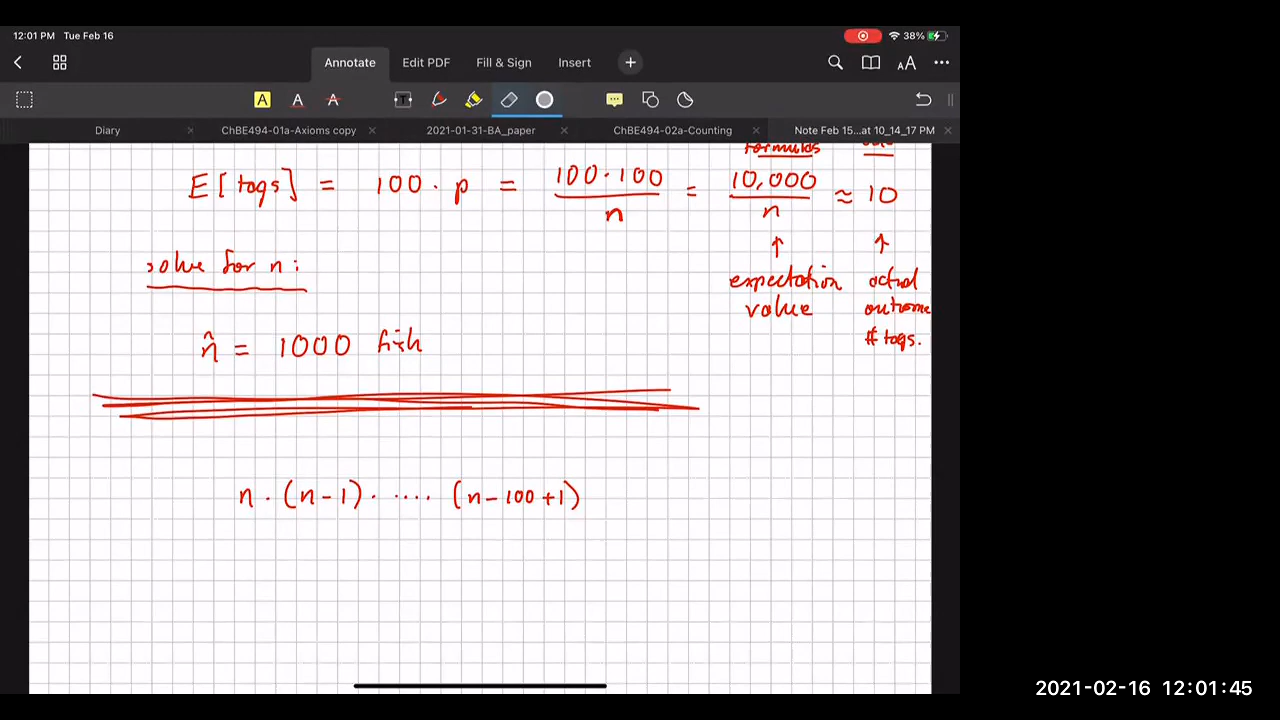 12:01 PM Tue Feb 16 38%
Annotate Edit PDF Fill & Sign Insert
Diary ChBE494-01a-Axioms copy 2021-01-31-BA_paper ChBE494-02a-Counting Note Feb 15...at 10_14_17 PM
formulas
E[tags] = 100 · p = 100·100 / n = 10,000 / n ≈ 10
solve for n:
↑ ↑
expectation value
actual outcome # tags.
n̂ = 1000 fish
n · (n-1) · .... (n-100+1)
2021-02-16 12:01:45